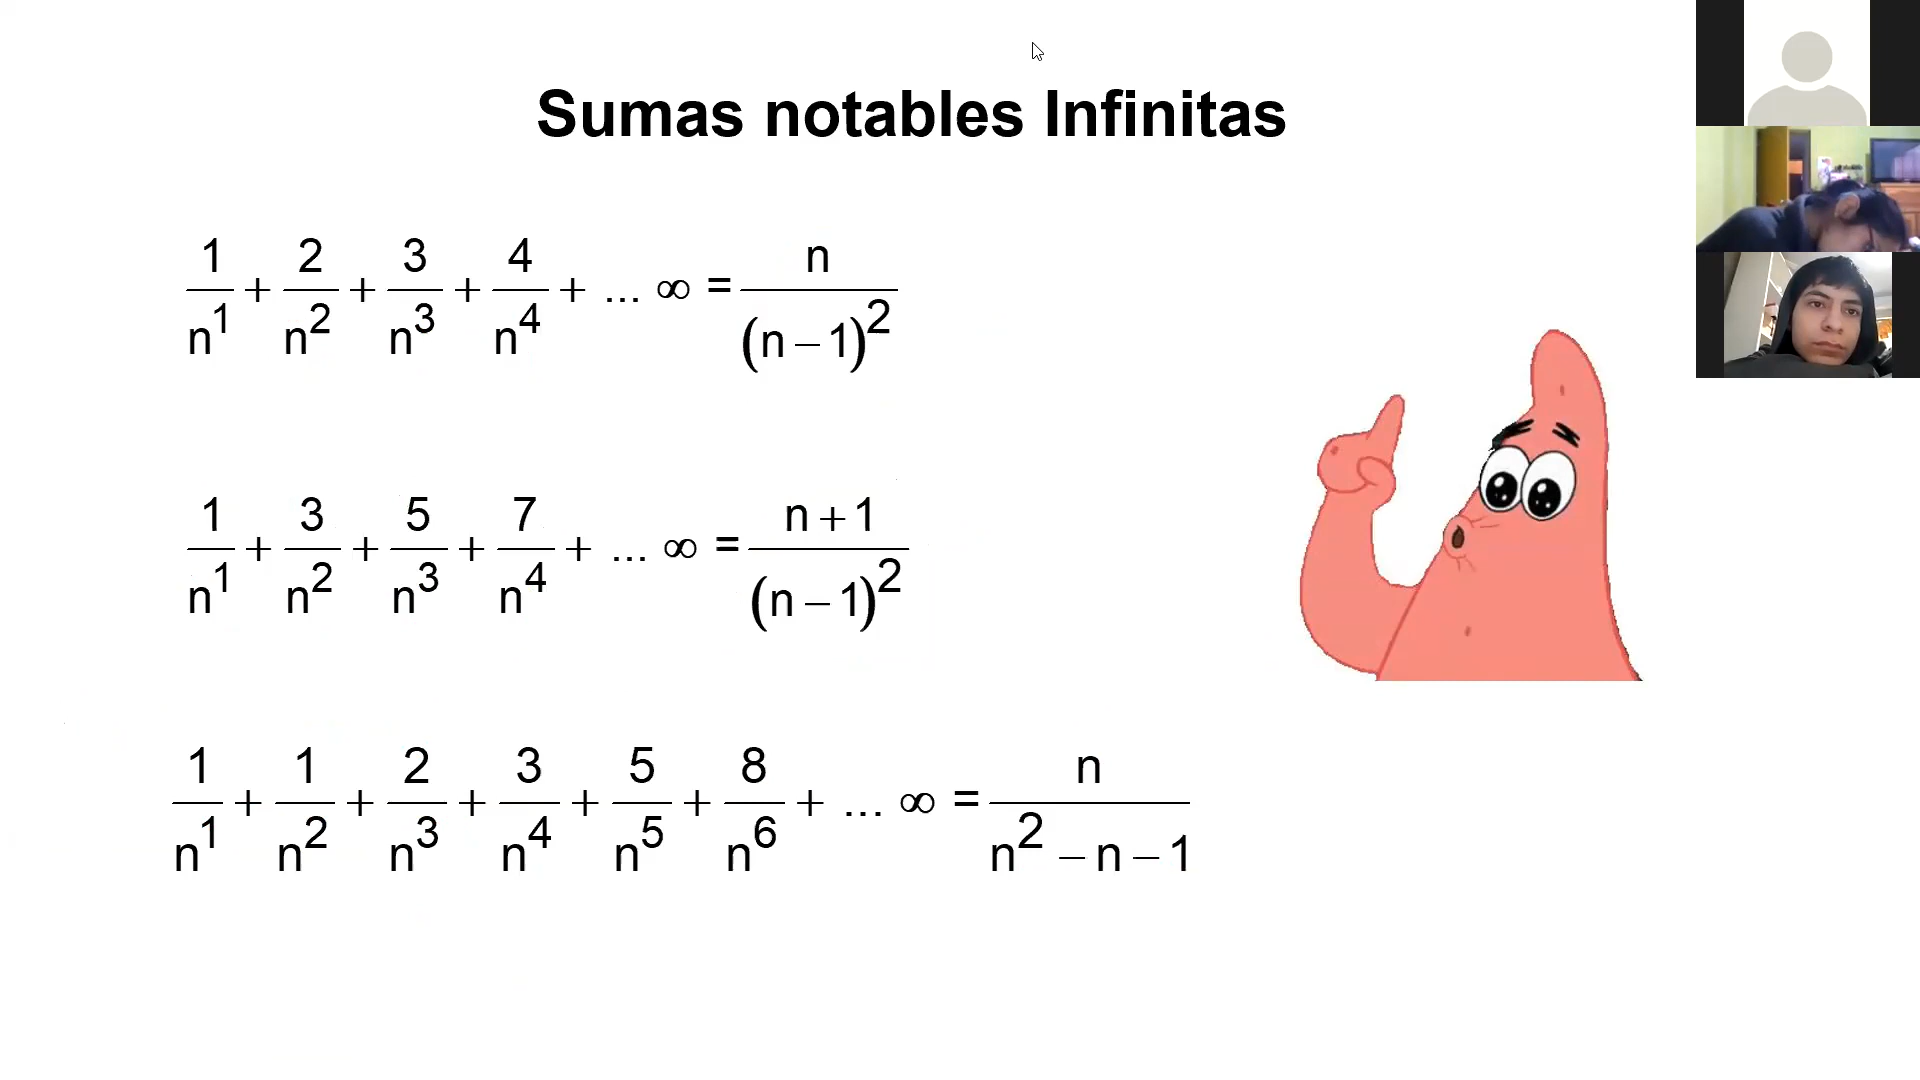 Sumas notables Infinitas
1/n^1 + 2/n^2 + 3/n^3 + 4/n^4 + ... ∞ = n/(n – 1)^2
1/n^1 + 3/n^2 + 5/n^3 + 7/n^4 + ... ∞ = (n + 1)/(n – 1)^2
1/n^1 + 1/n^2 + 2/n^3 + 3/n^4 + 5/n^5 + 8/n^6 + ... ∞ = n/(n^2 – n – 1)